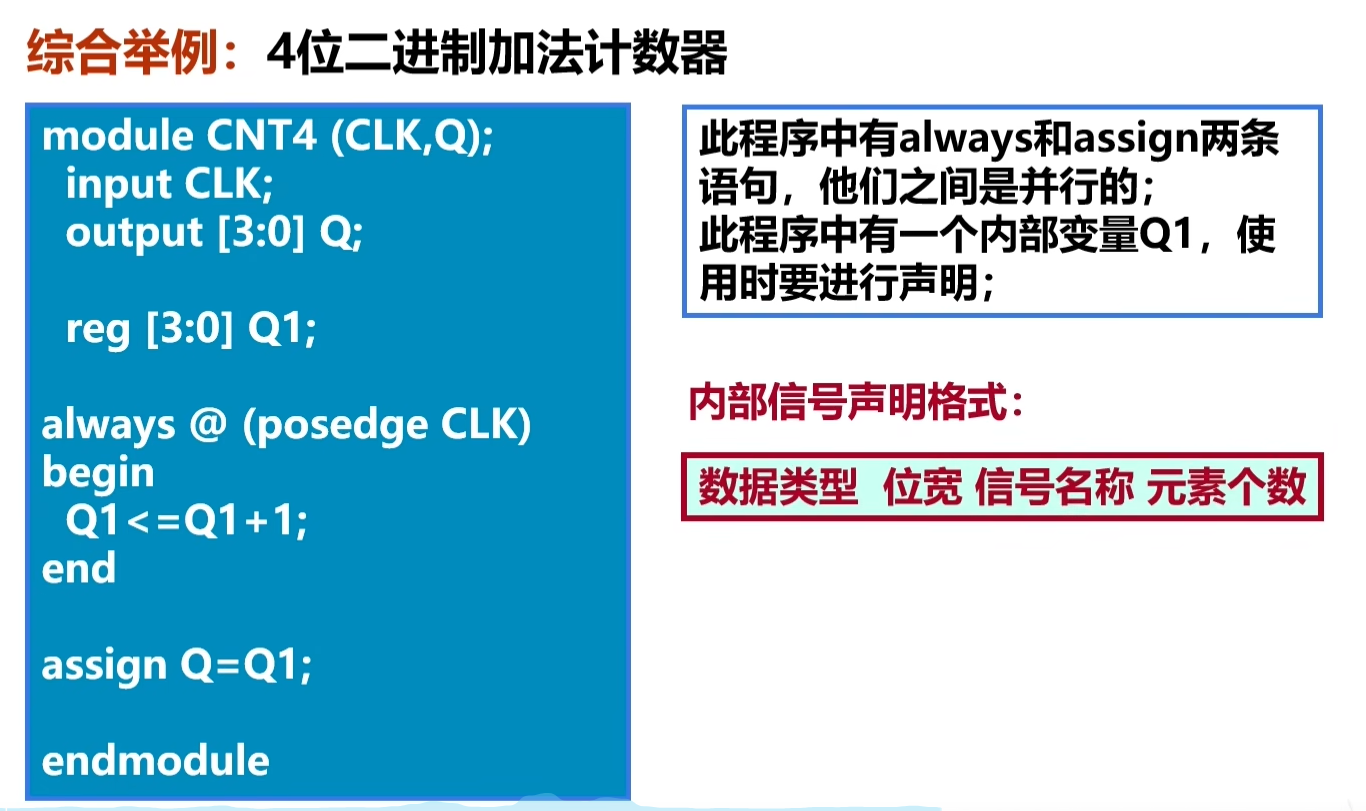 综合举例：4位二进制加法计数器
module CNT4 (CLK,Q);
input CLK;
output [3:0] Q;
reg [3:0] Q1;
always @ (posedge CLK)
begin
Q1<=Q1+1;
end
assign Q=Q1;
endmodule
此程序中有always和assign两条
语句，他们之间是并行的；
此程序中有一个内部变量Q1，使
用时要进行声明；
内部信号声明格式：
数据类型 位宽 信号名称 元素个数